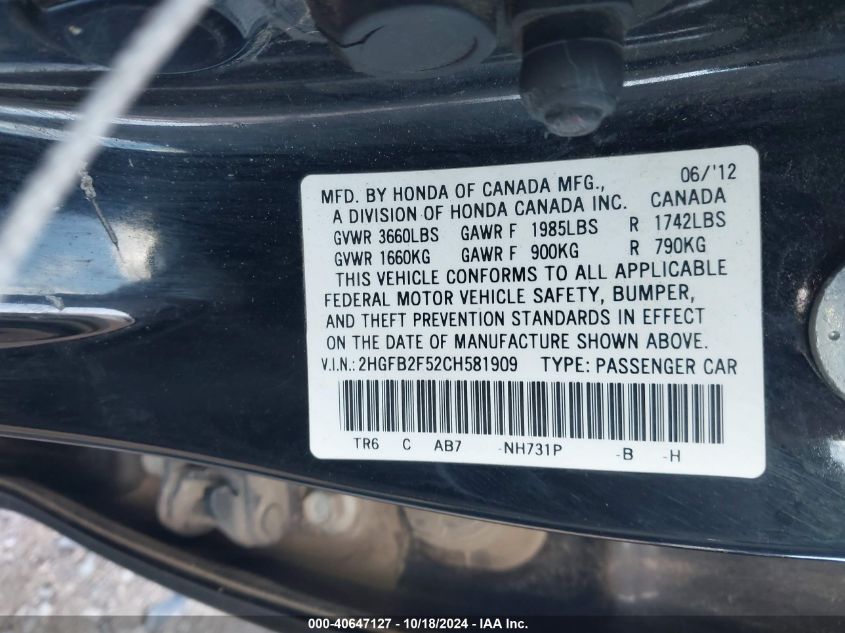 06/'12
MFD. BY HONDA OF CANADA MFG.,
A DIVISION OF HONDA CANADA INC. CANADA
GVWR 3660LBS GAWR F 1985LBS R 1742LBS
GVWR 1660KG GAWR F 900KG R 790KG
THIS VEHICLE CONFORMS TO ALL APPLICABLE
FEDERAL MOTOR VEHICLE SAFETY, BUMPER,
AND THEFT PREVENTION STANDARDS IN EFFECT
ON THE DATE OF MANUFACTURE SHOWN ABOVE.
V.I.N.: 2HGFB2F52CH581909 TYPE: PASSENGER CAR
TR6 C AB7 -NH731P -B -H
000-40647127 - 10/18/2024 - IAA Inc.